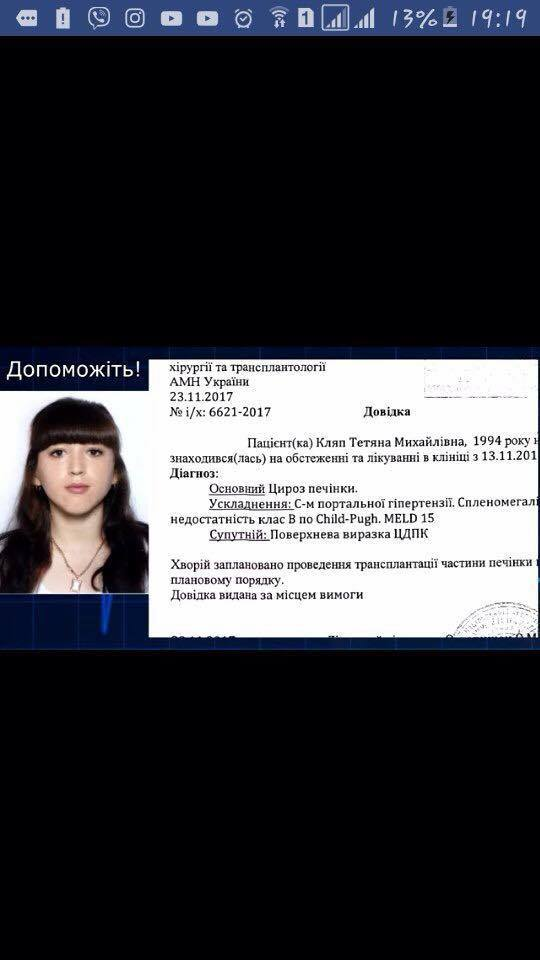 13% 19:19
Допоможіть!
хірургії та трансплантології
АМН України
23.11.2017
№ і/х: 6621-2017 Довідка
Пацієнт(ка) Кляп Тетяна Михайлівна, 1994 року
знаходився(лась) на обстеженні та лікуванні в клініці з 13.11.201
Діагноз:
Основний Цироз печінки.
Ускладнення: С-м портальної гіпертензії. Спленомегалі
недостатність клас В по Child-Pugh. MELD 15
Супутній: Поверхнева виразка ЦДПК
Хворій заплановано проведення трансплантації частини печінки
плановому порядку.
Довідка видана за місцем вимоги